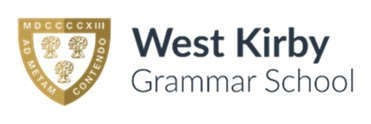 MDCCCCXIII
AD METAM CONTENDO
West Kirby
Grammar School